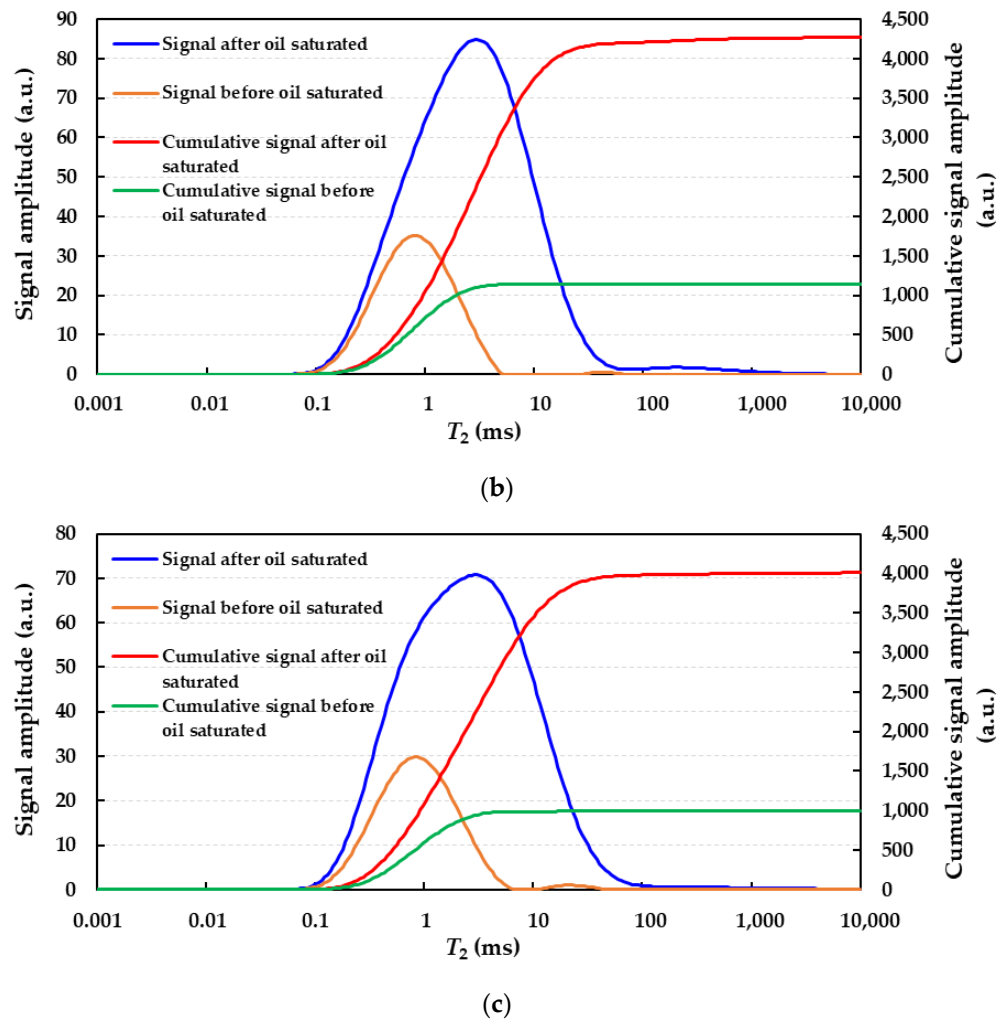 90
80
70
60
50
40
30
20
10
0
Signal amplitude (a.u.)
Signal after oil saturated
Signal before oil saturated
Cumulative signal after oil
saturated
Cumulative signal before
oil saturated
4,500
4,000
3,500
3,000
2,500
2,000
1,500
1,000
500
0
Cumulative signal amplitude
(a.u.)
0.001 0.01 0.1 1 10 100 1,000 10,000
T2 (ms)
(b)
80
70
60
50
40
30
20
10
0
Signal amplitude (a.u.)
Signal after oil saturated
Signal before oil saturated
Cumulative signal after oil
saturated
Cumulative signal before
oil saturated
4,500
4,000
3,500
3,000
2,500
2,000
1,500
1,000
500
0
Cumulative signal amplitude
(a.u.)
0.001 0.01 0.1 1 10 100 1,000 10,000
T2 (ms)
(c)